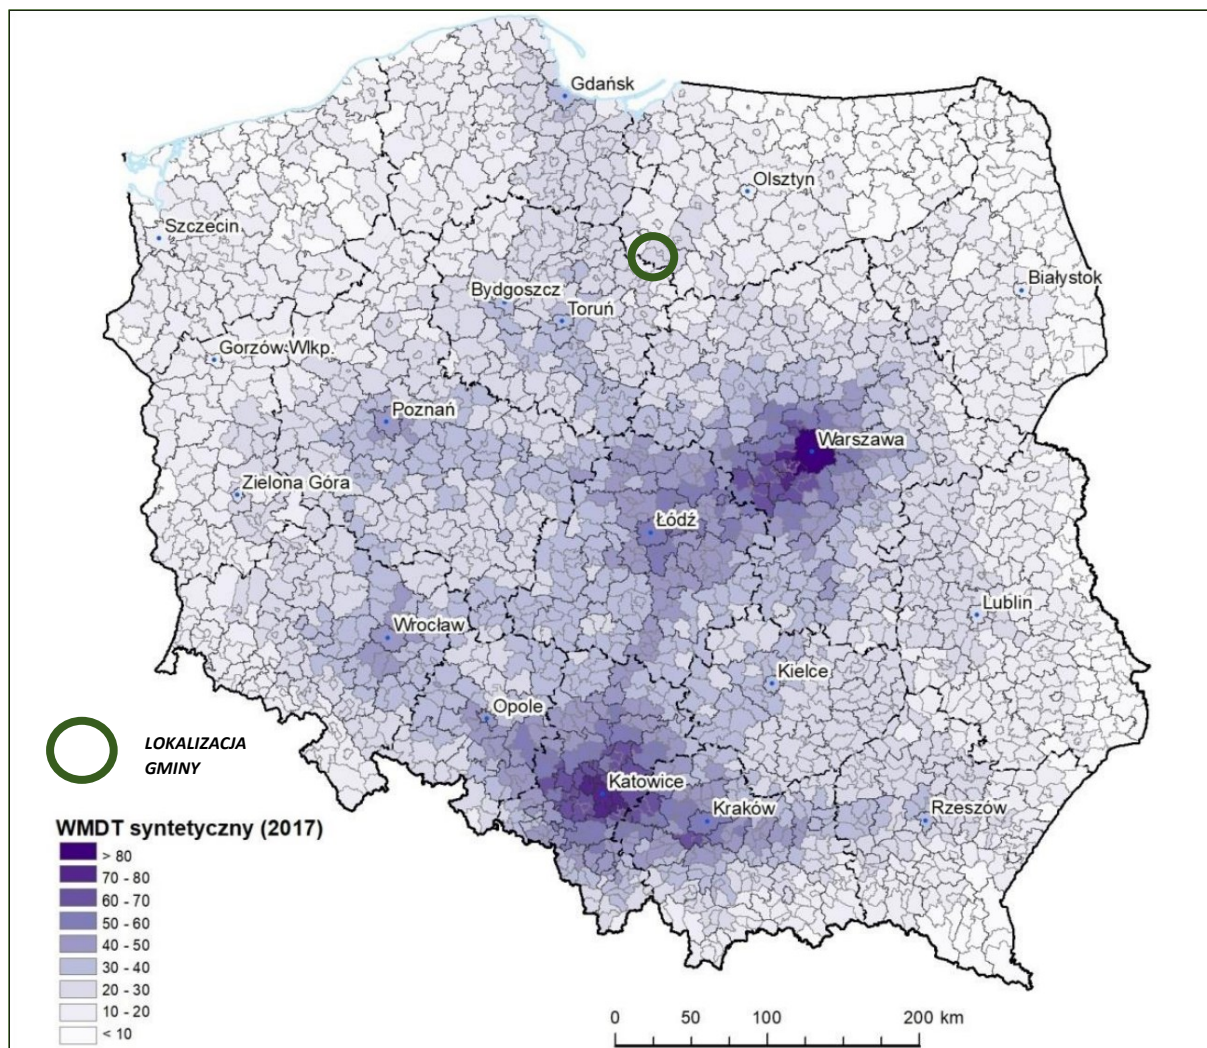 Gdańsk
Olsztyn
Szczecin
Białystok
Bydgoszcz
Toruń
Gorzów Wlkp.
Poznań
Warszawa
Zielona Góra
Łódź
Lublin
Wrocław
Kielce
Opole
LOKALIZACJA
GMINY
Katowice
Kraków
Rzeszów
WMDT syntetyczny (2017)
> 80
70 - 80
60 - 70
50 - 60
40 - 50
30 - 40
20 - 30
10 - 20
< 10
0 50 100 200 km